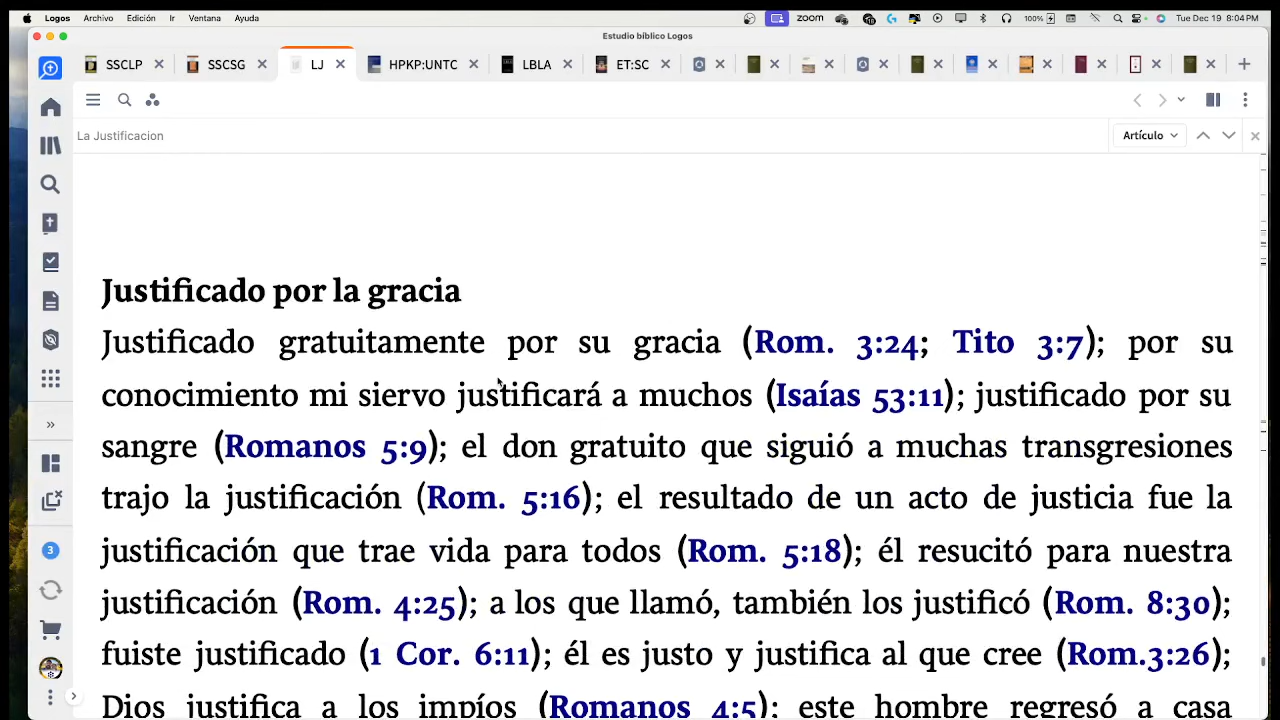 Logos Archivo Edición Ir Ventana Ayuda zoom 100% Tue Dec 19 8:04 PM
Estudio bíblico Logos
SSCLP SSCSG LJ HPKP:UNTC LBLA ET:SC
La Justificacion Artículo
Justificado por la gracia
Justificado gratuitamente por su gracia (Rom. 3:24; Tito 3:7); por su
conocimiento mi siervo justificará a muchos (Isaías 53:11); justificado por su
sangre (Romanos 5:9); el don gratuito que siguió a muchas transgresiones
trajo la justificación (Rom. 5:16); el resultado de un acto de justicia fue la
justificación que trae vida para todos (Rom. 5:18); él resucitó para nuestra
justificación (Rom. 4:25); a los que llamó, también los justificó (Rom. 8:30);
fuiste justificado (1 Cor. 6:11); él es justo y justifica al que cree (Rom.3:26);
Dios justifica a los impíos (Romanos 4:5); este hombre regresó a casa
3